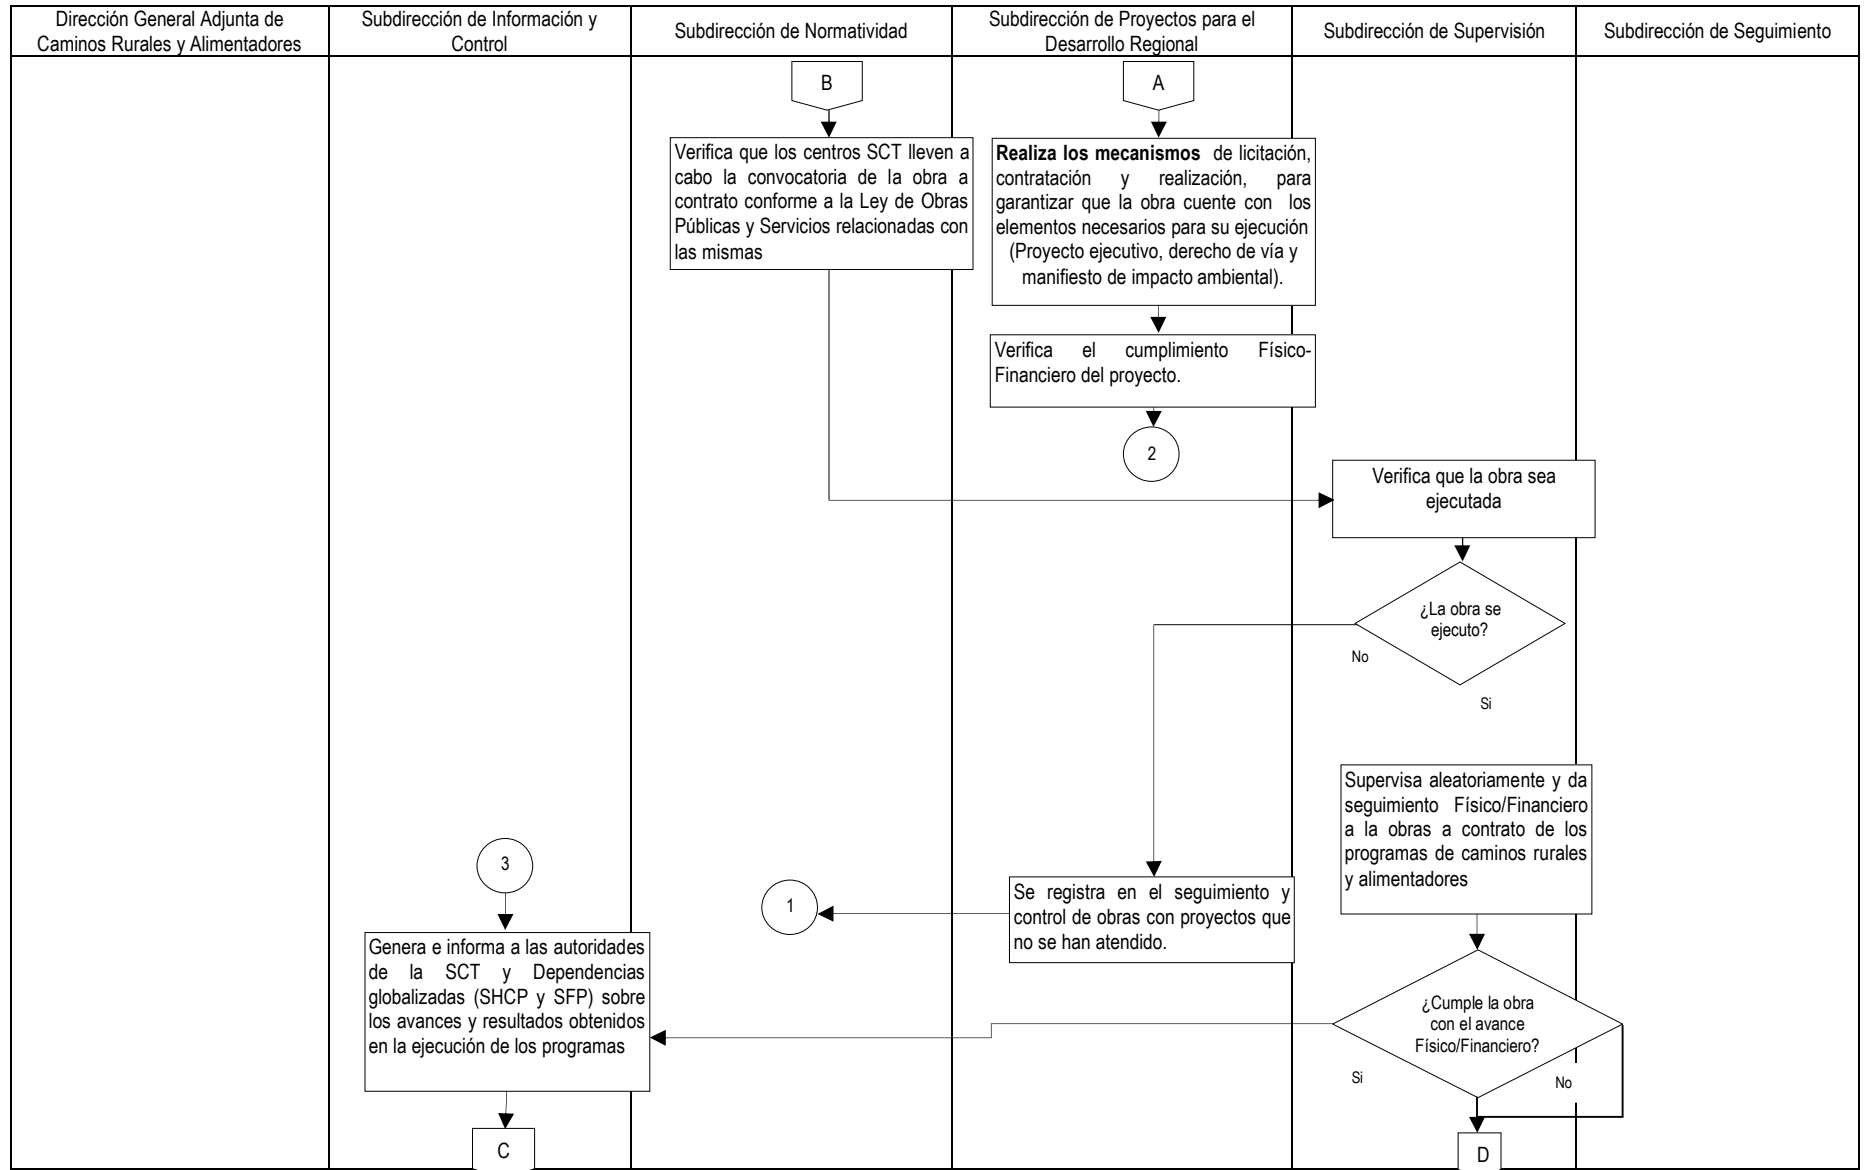 Dirección General Adjunta de
Caminos Rurales y Alimentadores
Subdirección de Información y
Control
Subdirección de Normatividad
Subdirección de Proyectos para el
Desarrollo Regional
Subdirección de Supervisión
Subdirección de Seguimiento
B
A
Verifica que los centros SCT lleven a
cabo la convocatoria de la obra a
contrato conforme a la Ley de Obras
Públicas y Servicios relacionadas con
las mismas
Realiza los mecanismos de licitación,
contratación y realización, para
garantizar que la obra cuente con los
elementos necesarios para su ejecución
(Proyecto ejecutivo, derecho de vía y
manifiesto de impacto ambiental).
Verifica el cumplimiento Físico-
Financiero del proyecto.
2
Verifica que la obra sea
ejecutada
¿La obra se
ejecuto?
No
Si
Supervisa aleatoriamente y da
seguimiento Físico/Financiero
a la obras a contrato de los
programas de caminos rurales
y alimentadores
3
1
Se registra en el seguimiento y
control de obras con proyectos que
no se han atendido.
Genera e informa a las autoridades
de la SCT y Dependencias
globalizadas (SHCP y SFP) sobre
los avances y resultados obtenidos
en la ejecución de los programas
¿Cumple la obra
con el avance
Físico/Financiero?
Si
No
C
D